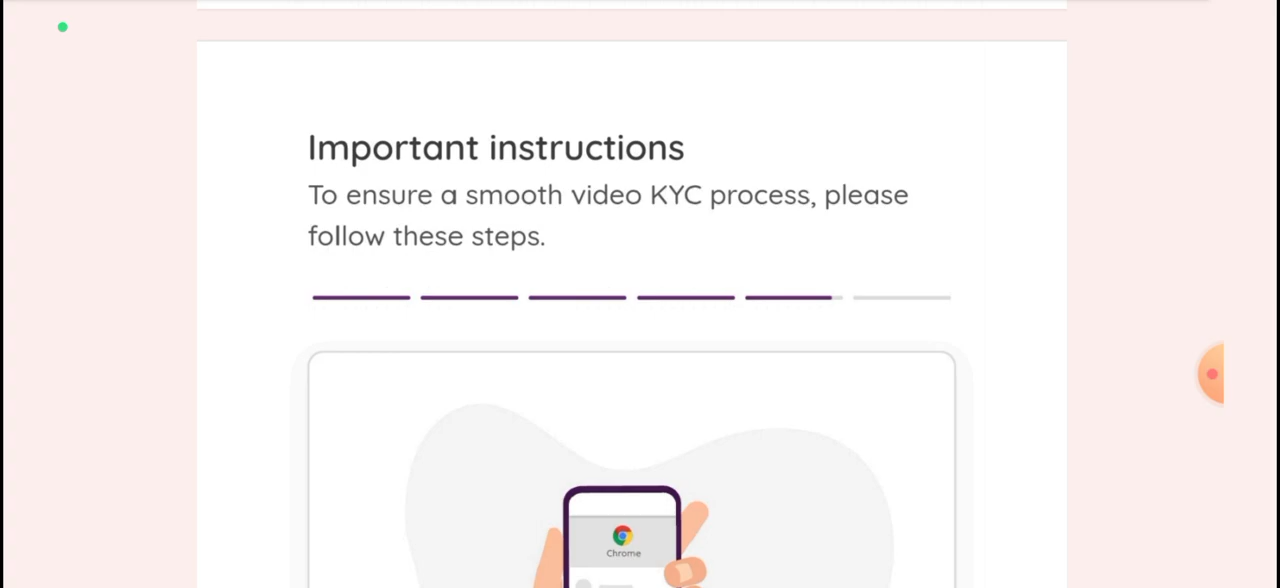 Important instructions
To ensure a smooth video KYC process, please
follow these steps.
Chrome